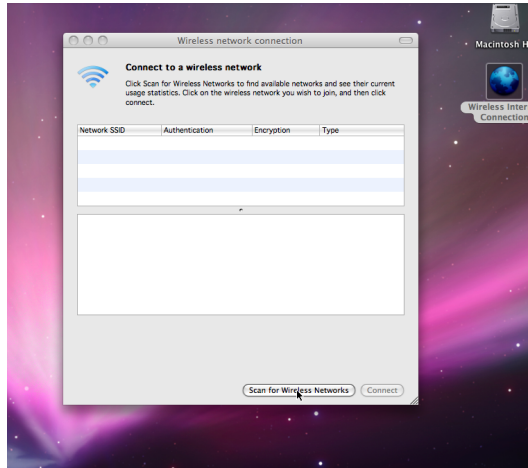 Wireless network connection
Macintosh H
Connect to a wireless network
Click Scan for Wireless Networks to find available networks and see their current
usage statistics. Click on the wireless network you wish to join, and then click
connect.
Wireless Inter
Connection
Network SSID Authentication Encryption Type
Scan for Wireless Networks Connect